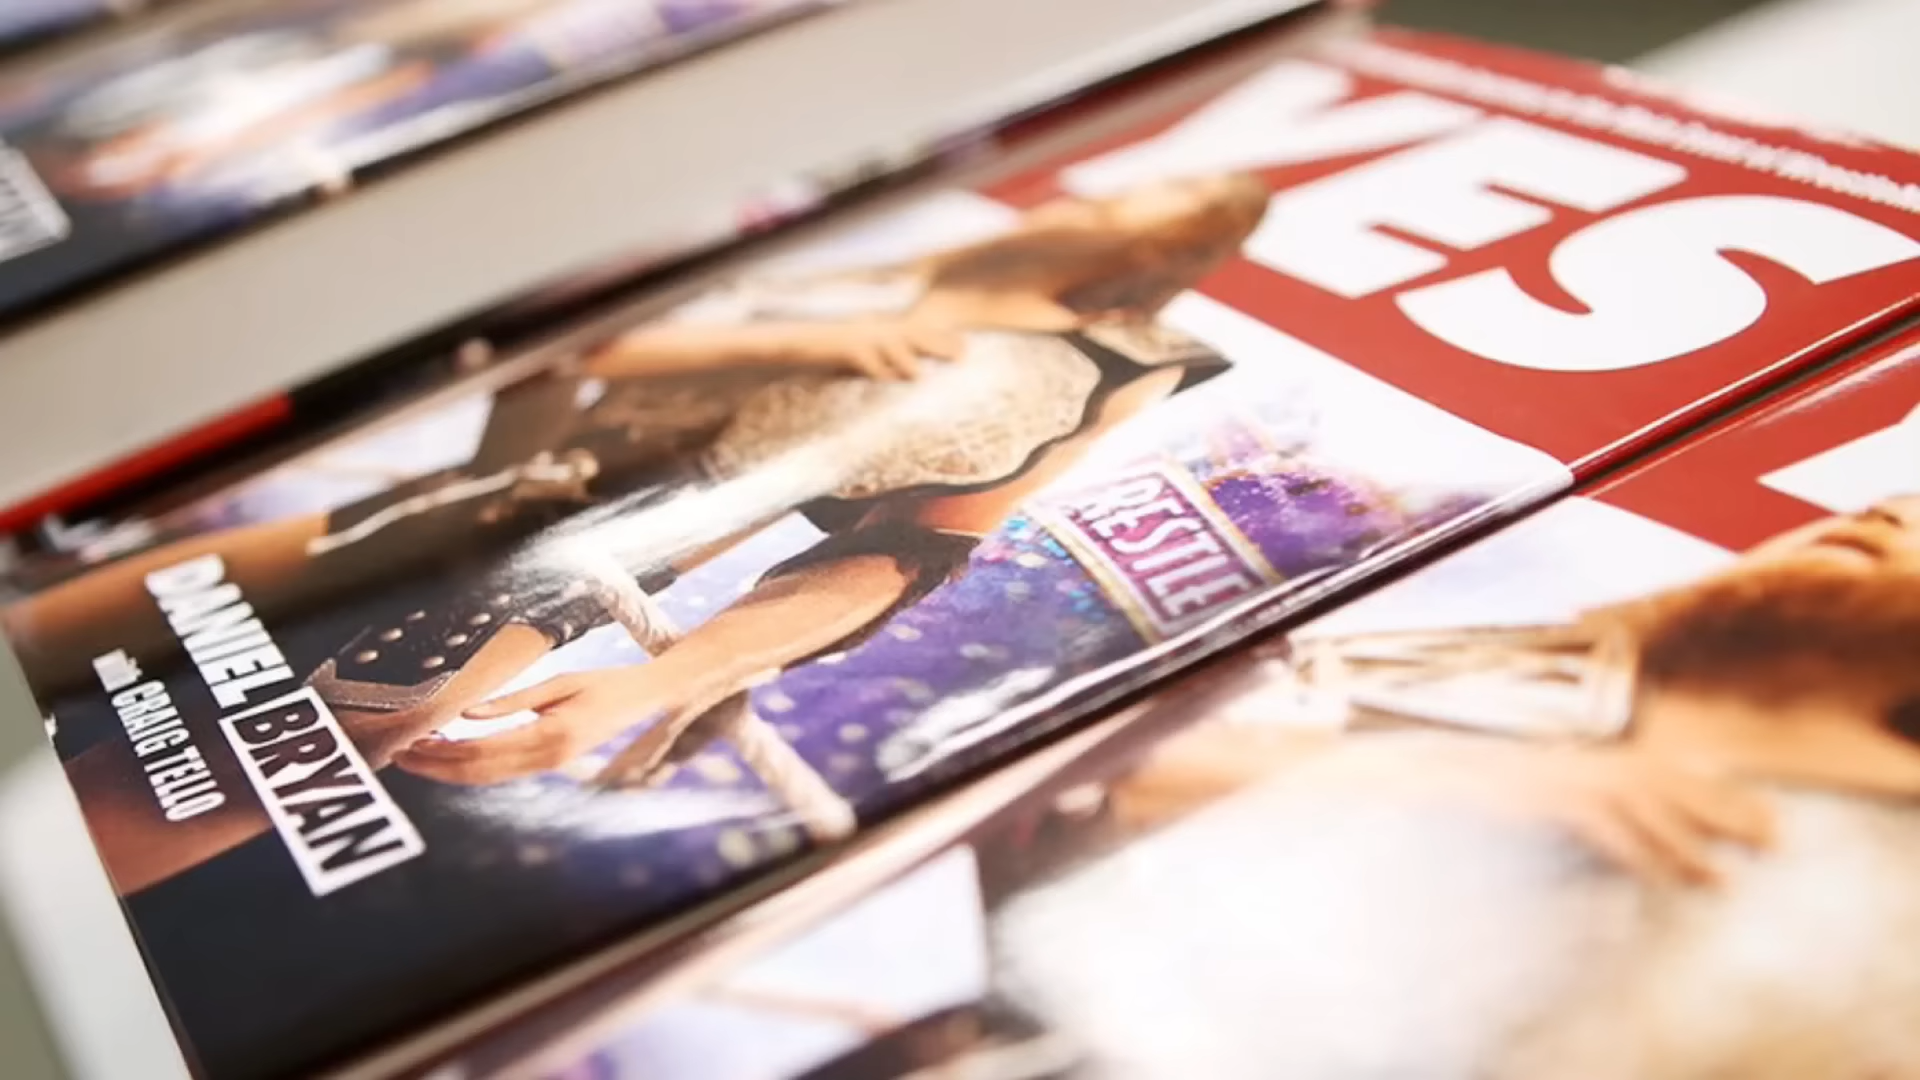 YES
RESTLE
DANIEL BRYAN
with CRAIG TELLO